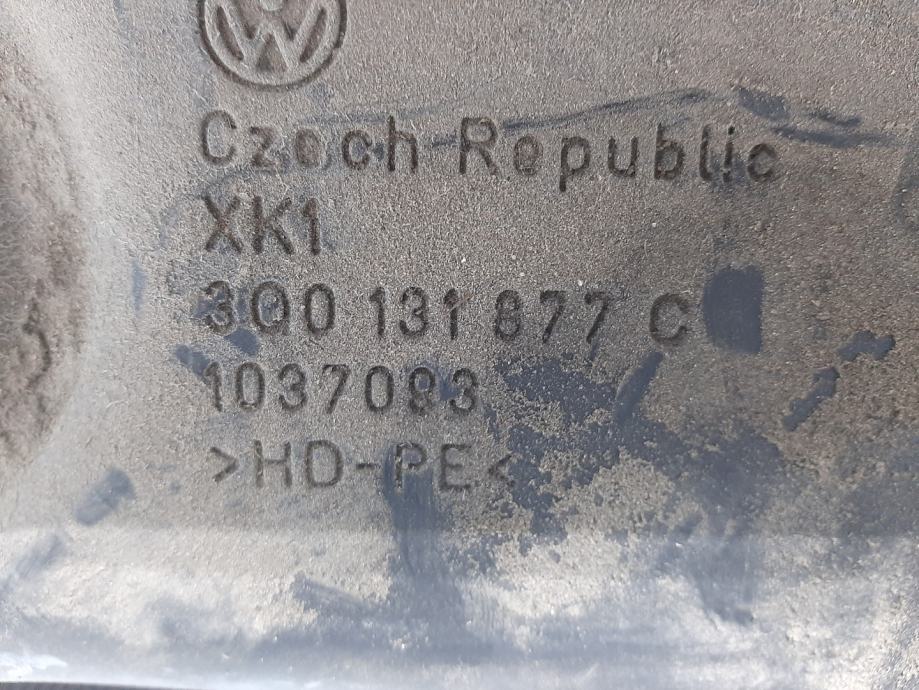 Czech Republic
XK1
3Q0 131 877 C
1037093
>HD-PE<